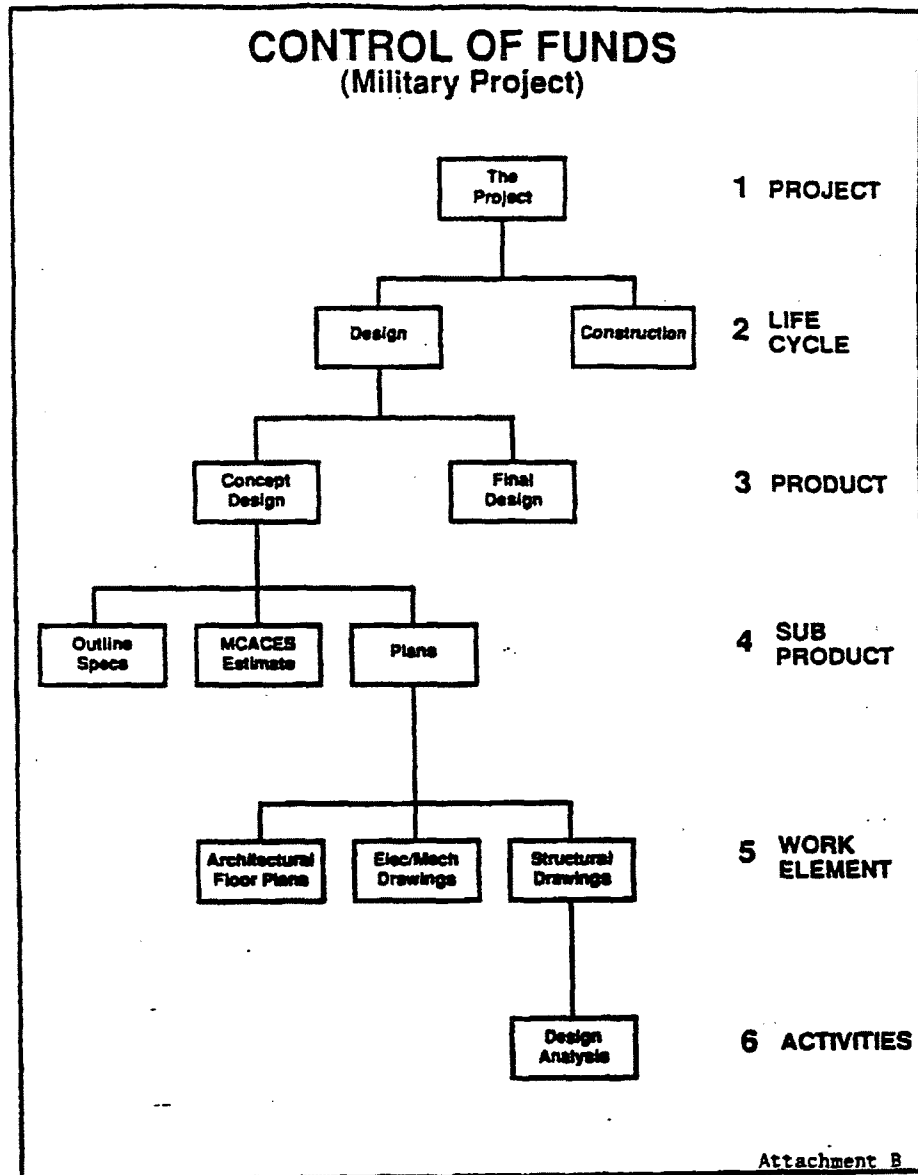 CONTROL OF FUNDS
(Military Project)
The
Project
1 PROJECT
Design
Construction
2 LIFE
CYCLE
Concept
Design
Final
Design
3 PRODUCT
Outline
Specs
MCACES
Estimate
Plans
4 SUB
PRODUCT
Architectural
Floor Plans
Elec/Mech
Drawings
Structural
Drawings
5 WORK
ELEMENT
Design
Analysis
6 ACTIVITIES
Attachment B